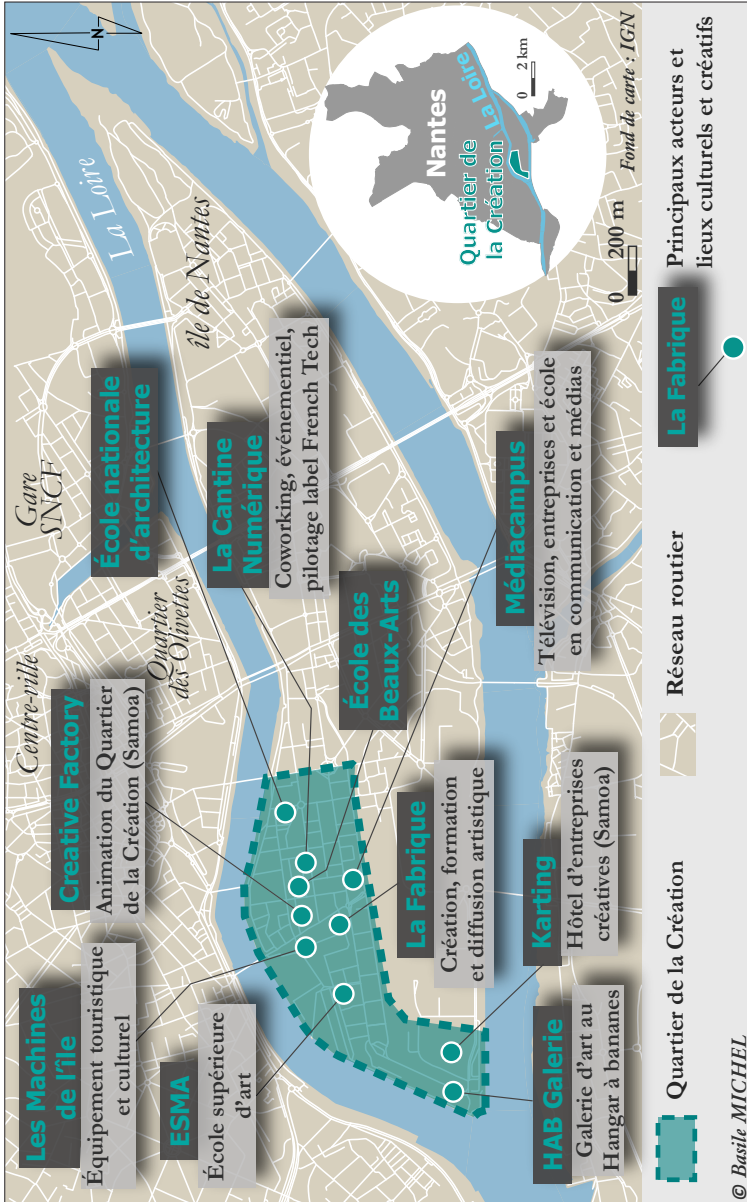 Centre-ville
Gare
SNCF
La Loire
N
Quartier
des Olivettes
île de Nantes
Les Machines
de l'île
Équipement touristique
et culturel
Creative Factory
Animation du Quartier
de la Création (Samoa)
École nationale
d'architecture
ESMA
École supérieure
d'art
La Cantine
Numérique
Coworking, événementiel,
pilotage label French Tech
École des
Beaux-Arts
La Fabrique
Création, formation
et diffusion artistique
Médiacampus
Télévision, entreprises et école
en communication et médias
HAB Galerie
Galerie d'art au
Hangar à bananes
Karting
Hôtel d'entreprises
créatives (Samoa)
Nantes
La Loire
Quartier de
la Création
0 2 km
0 200 m
Fond de carte : IGN
Quartier de la Création
Réseau routier
La Fabrique
Principaux acteurs et
lieux culturels et créatifs
© Basile MICHEL